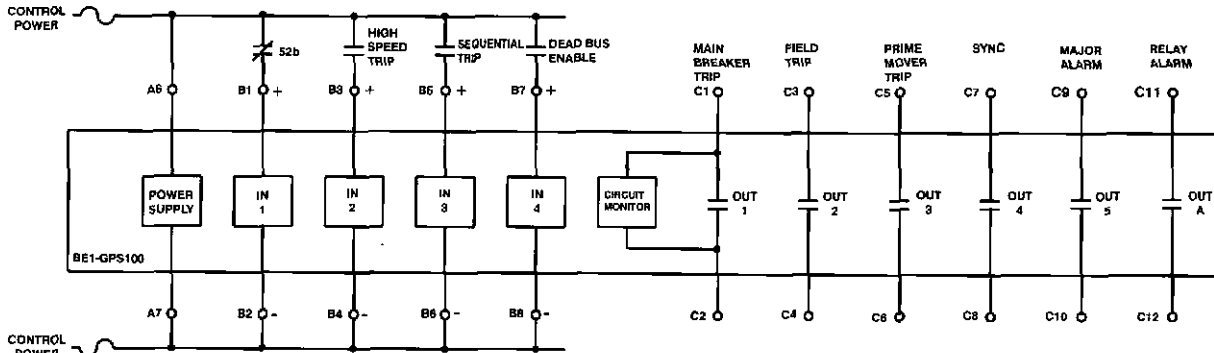 CONTROL
POWER
52b
HIGH
SPEED
TRIP
SEQUENTIAL
TRIP
DEAD BUS
ENABLE
MAIN
BREAKER
TRIP
FIELD
TRIP
PRIME
MOVER
TRIP
SYNC
MAJOR
ALARM
RELAY
ALARM
A6 B1 + B3 + B5 + B7 + C1 C3 C5 C7 C9 C11
POWER
SUPPLY
IN
1
IN
2
IN
3
IN
4
CIRCUIT
MONITOR
OUT
1
OUT
2
OUT
3
OUT
4
OUT
5
OUT
A
BE1-GPS100
A7 B2 - B4 - B6 - B8 - C2 C4 C6 C8 C10 C12
CONTROL
POWER